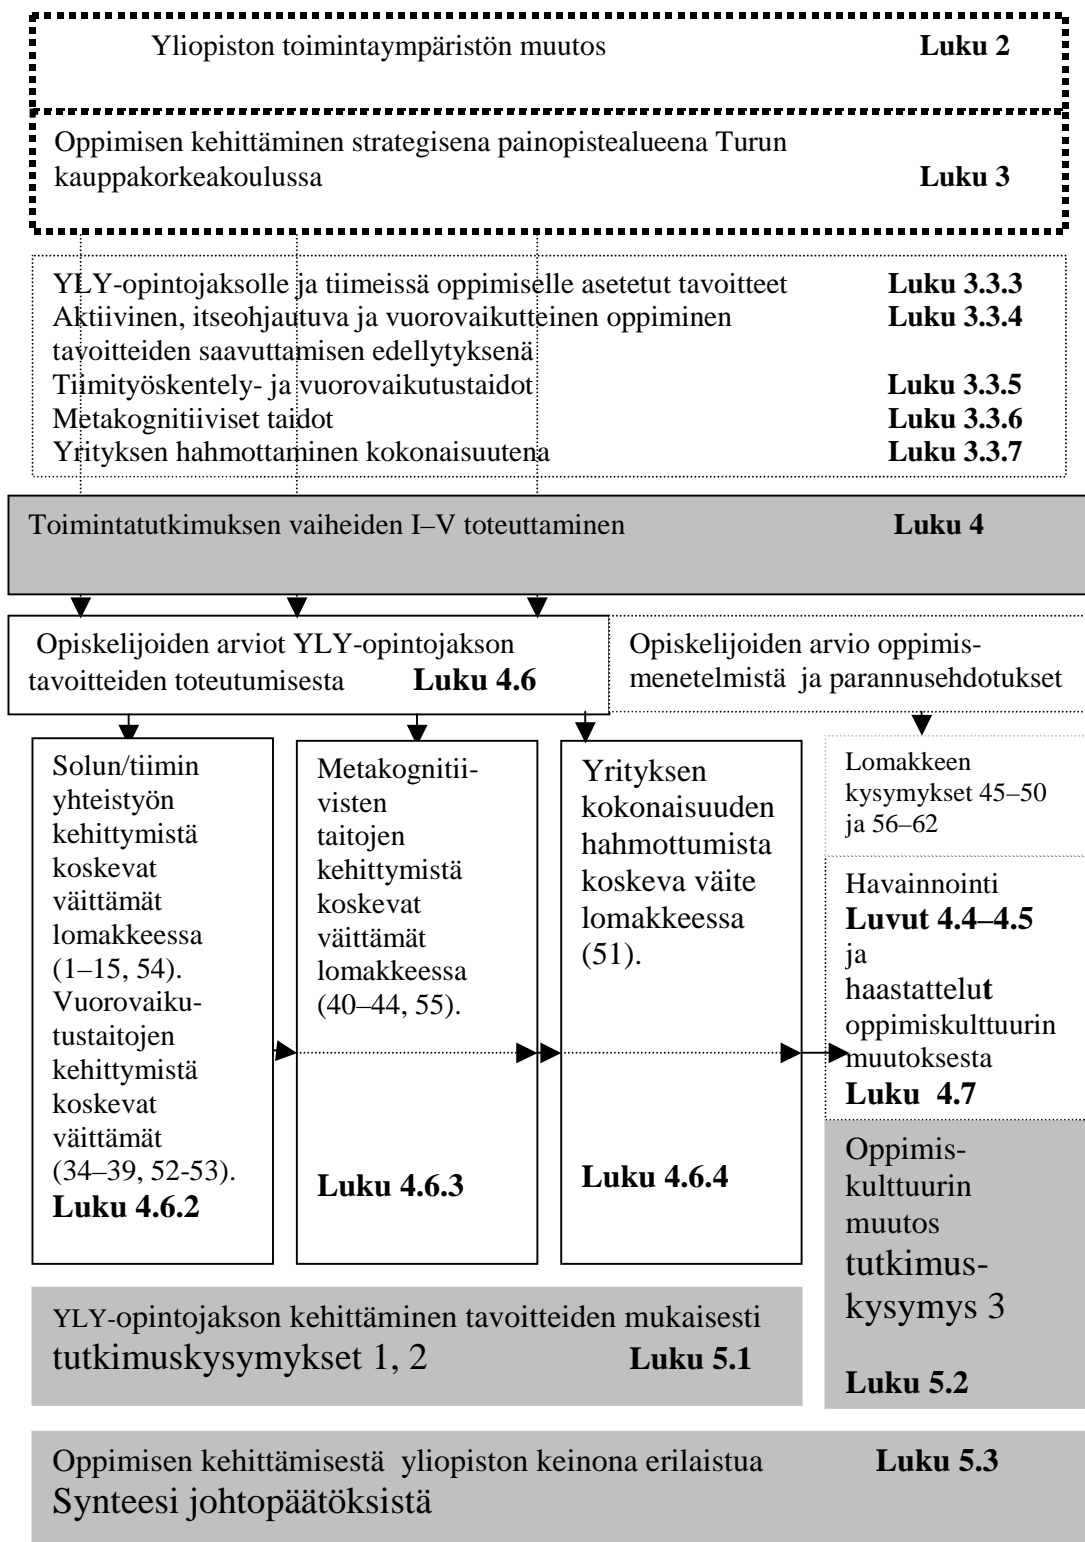 Yliopiston toimintaympäristön muutos Luku 2
Oppimisen kehittäminen strategisena painopistealueena Turun
kauppakorkeakoulussa Luku 3
YLY-opintojaksolle ja tiimeissä oppimiselle asetetut tavoitteet Luku 3.3.3
Aktiivinen, itseohjautuva ja vuorovaikutteinen oppiminen Luku 3.3.4
tavoitteiden saavuttamisen edellytyksenä
Tiimityöskentely- ja vuorovaikutustaidot Luku 3.3.5
Metakognitiiviset taidot Luku 3.3.6
Yrityksen hahmottaminen kokonaisuutena Luku 3.3.7
Toimintatutkimuksen vaiheiden I–V toteuttaminen Luku 4
Opiskelijoiden arviot YLY-opintojakson
tavoitteiden toteutumisesta Luku 4.6
Opiskelijoiden arvio oppimis-
menetelmistä ja parannusehdotukset
Solun/tiimin
yhteistyön
kehittymistä
koskevat
väittämät
lomakkeessa
(1–15, 54).
Vuorovaiku-
tustaitojen
kehittymistä
koskevat
väittämät
(34–39, 52-53).
Luku 4.6.2
Metakognitii-
visten
taitojen
kehittymistä
koskevat
väittämät
lomakkeessa
(40–44, 55).
Luku 4.6.3
Yrityksen
kokonaisuuden
hahmottumista
koskeva väite
lomakkeessa
(51).
Luku 4.6.4
Lomakkeen
kysymykset 45–50
ja 56–62
Havainnointi
Luvut 4.4–4.5
ja
haastattelut
oppimiskulttuurin
muutoksesta
Luku 4.7
Oppimis-
kulttuurin
muutos
tutkimus-
kysymys 3
Luku 5.2
YLY-opintojakson kehittäminen tavoitteiden mukaisesti
tutkimuskysymykset 1, 2 Luku 5.1
Oppimisen kehittämisestä yliopiston keinona erilaistua Luku 5.3
Synteesi johtopäätöksistä